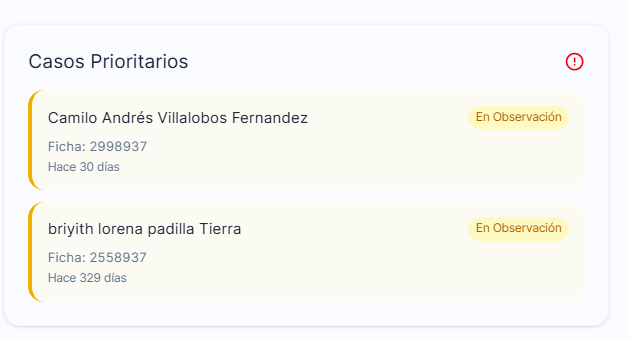 Casos Prioritarios
Camilo Andrés Villalobos Fernandez
En Observación
Ficha: 2998937
Hace 30 días
briyith lorena padilla Tierra
En Observación
Ficha: 2558937
Hace 329 días